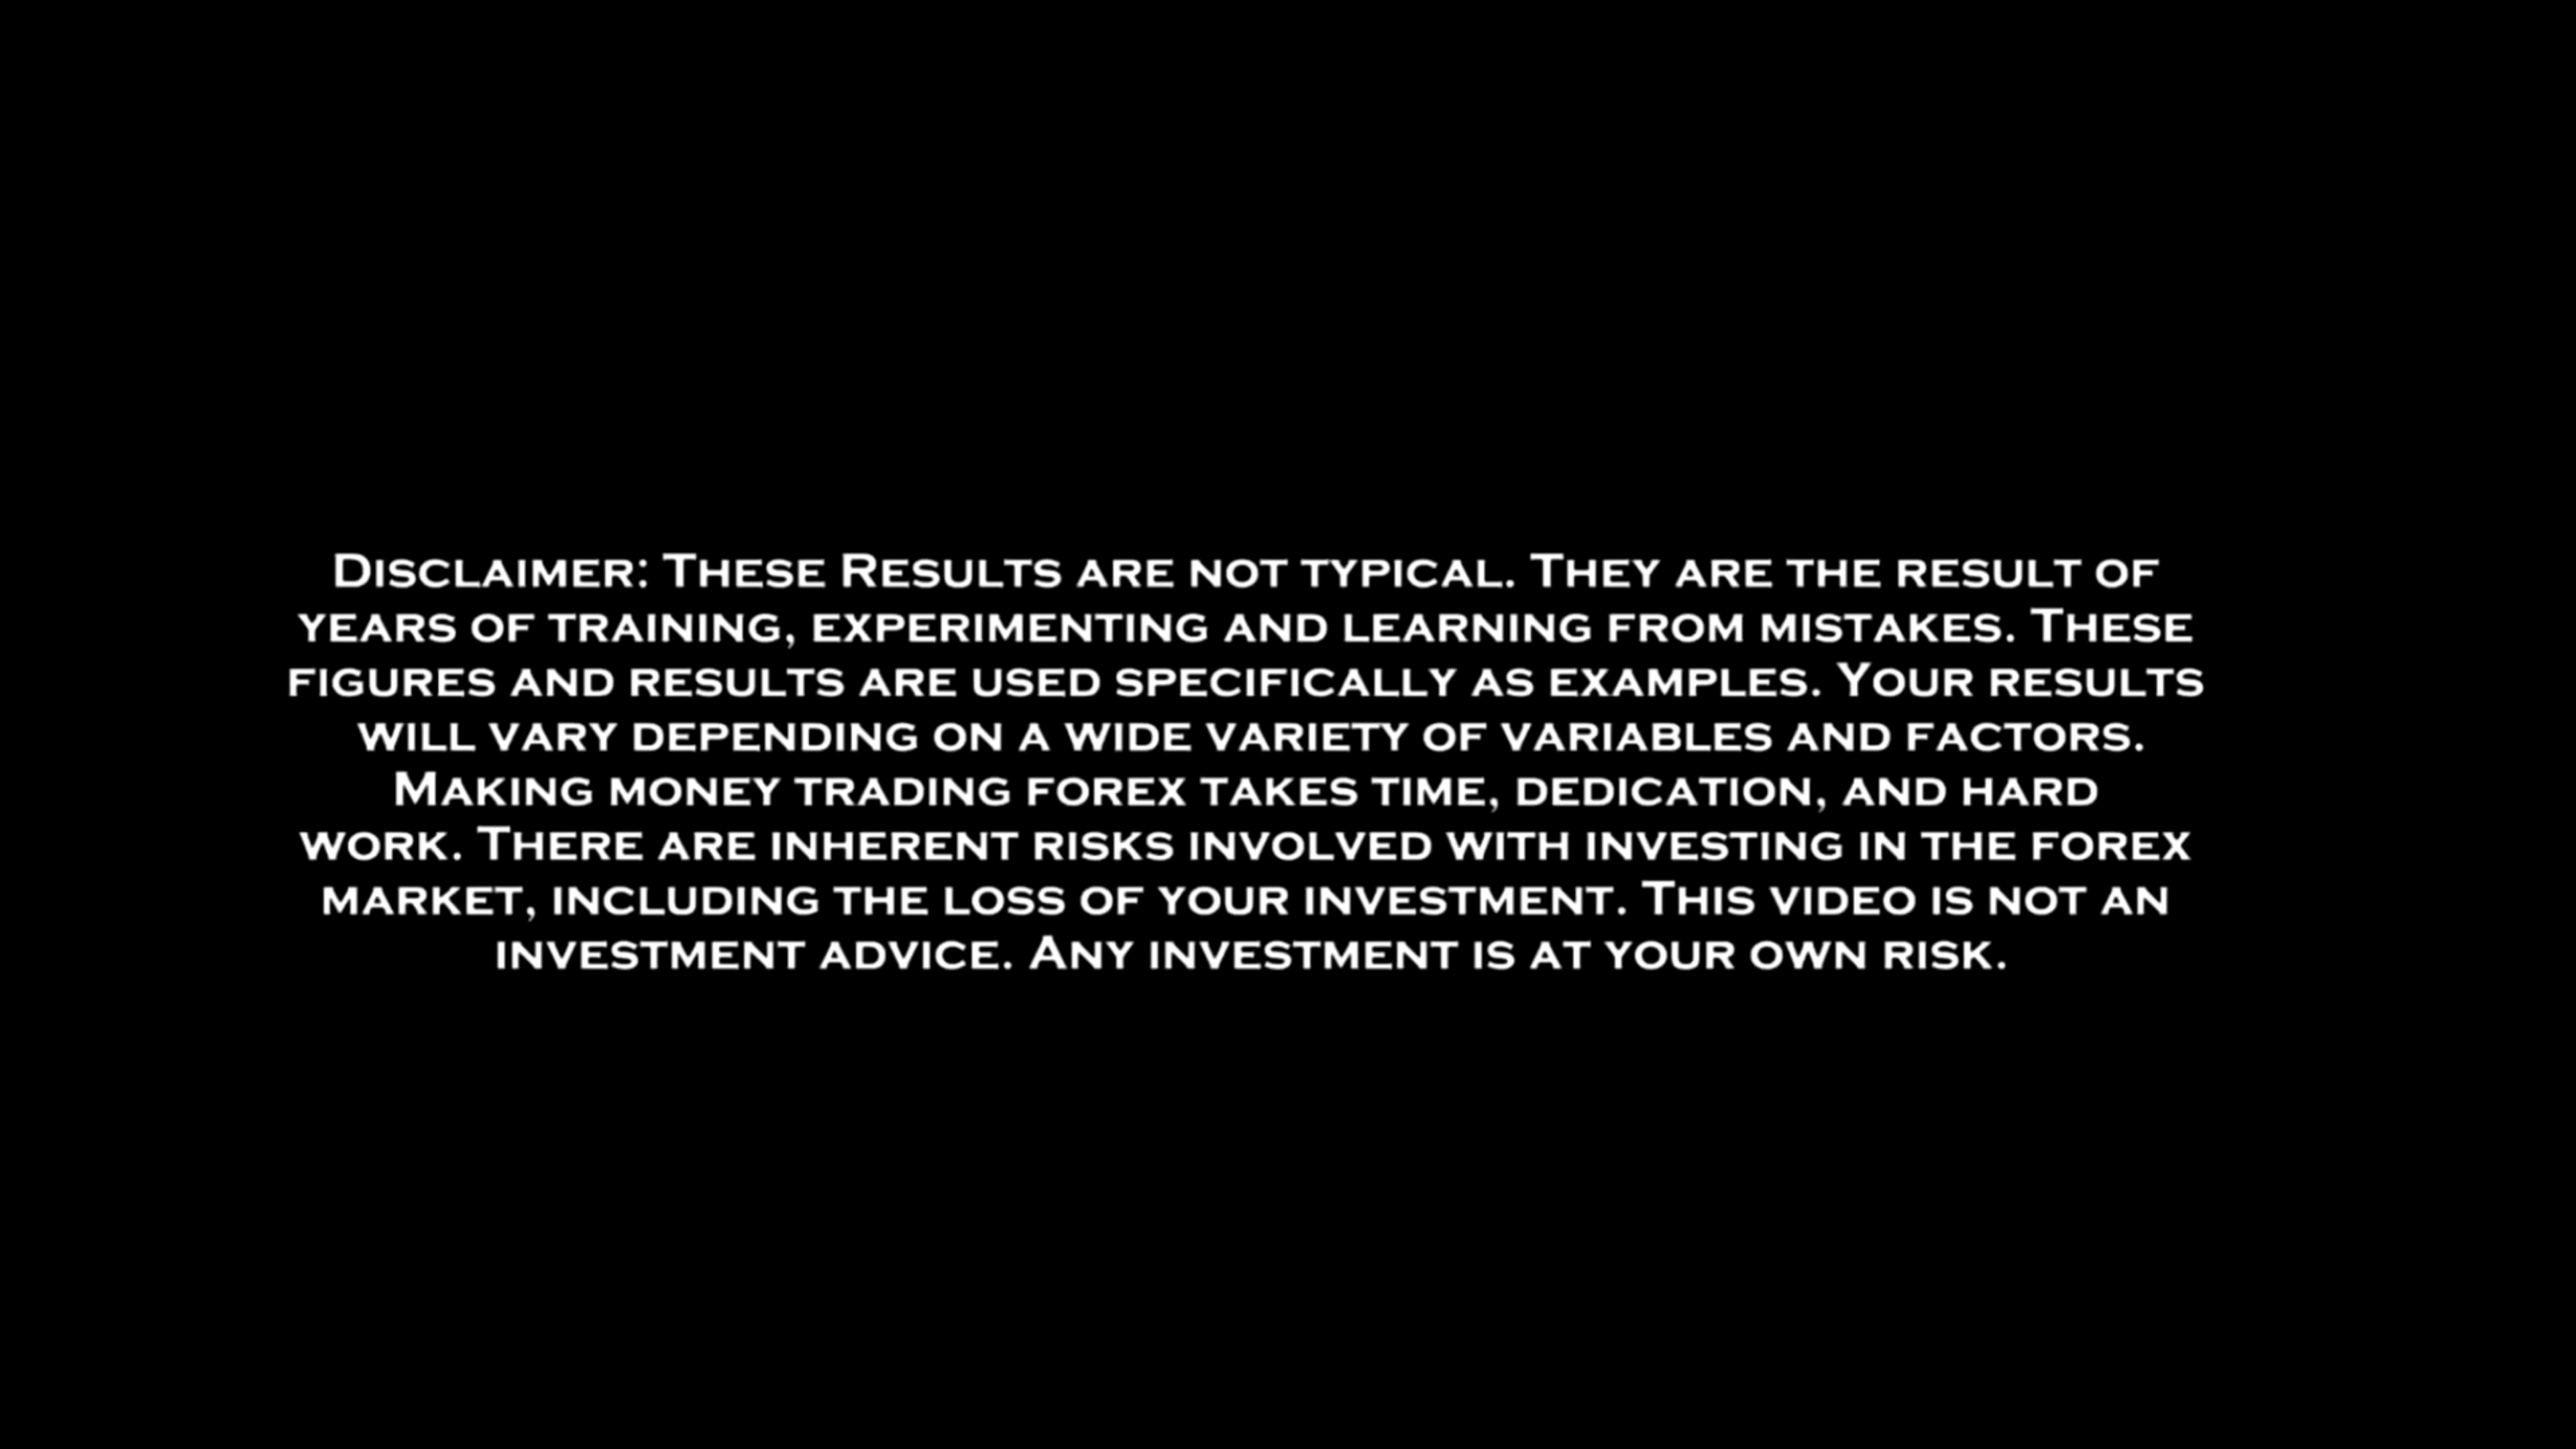 Disclaimer: These Results are not typical. They are the result of
years of training, experimenting and learning from mistakes. These
figures and results are used specifically as examples. Your results
will vary depending on a wide variety of variables and factors.
Making money trading forex takes time, dedication, and hard
work. There are inherent risks involved with investing in the forex
market, including the loss of your investment. This video is not an
investment advice. Any investment is at your own risk.